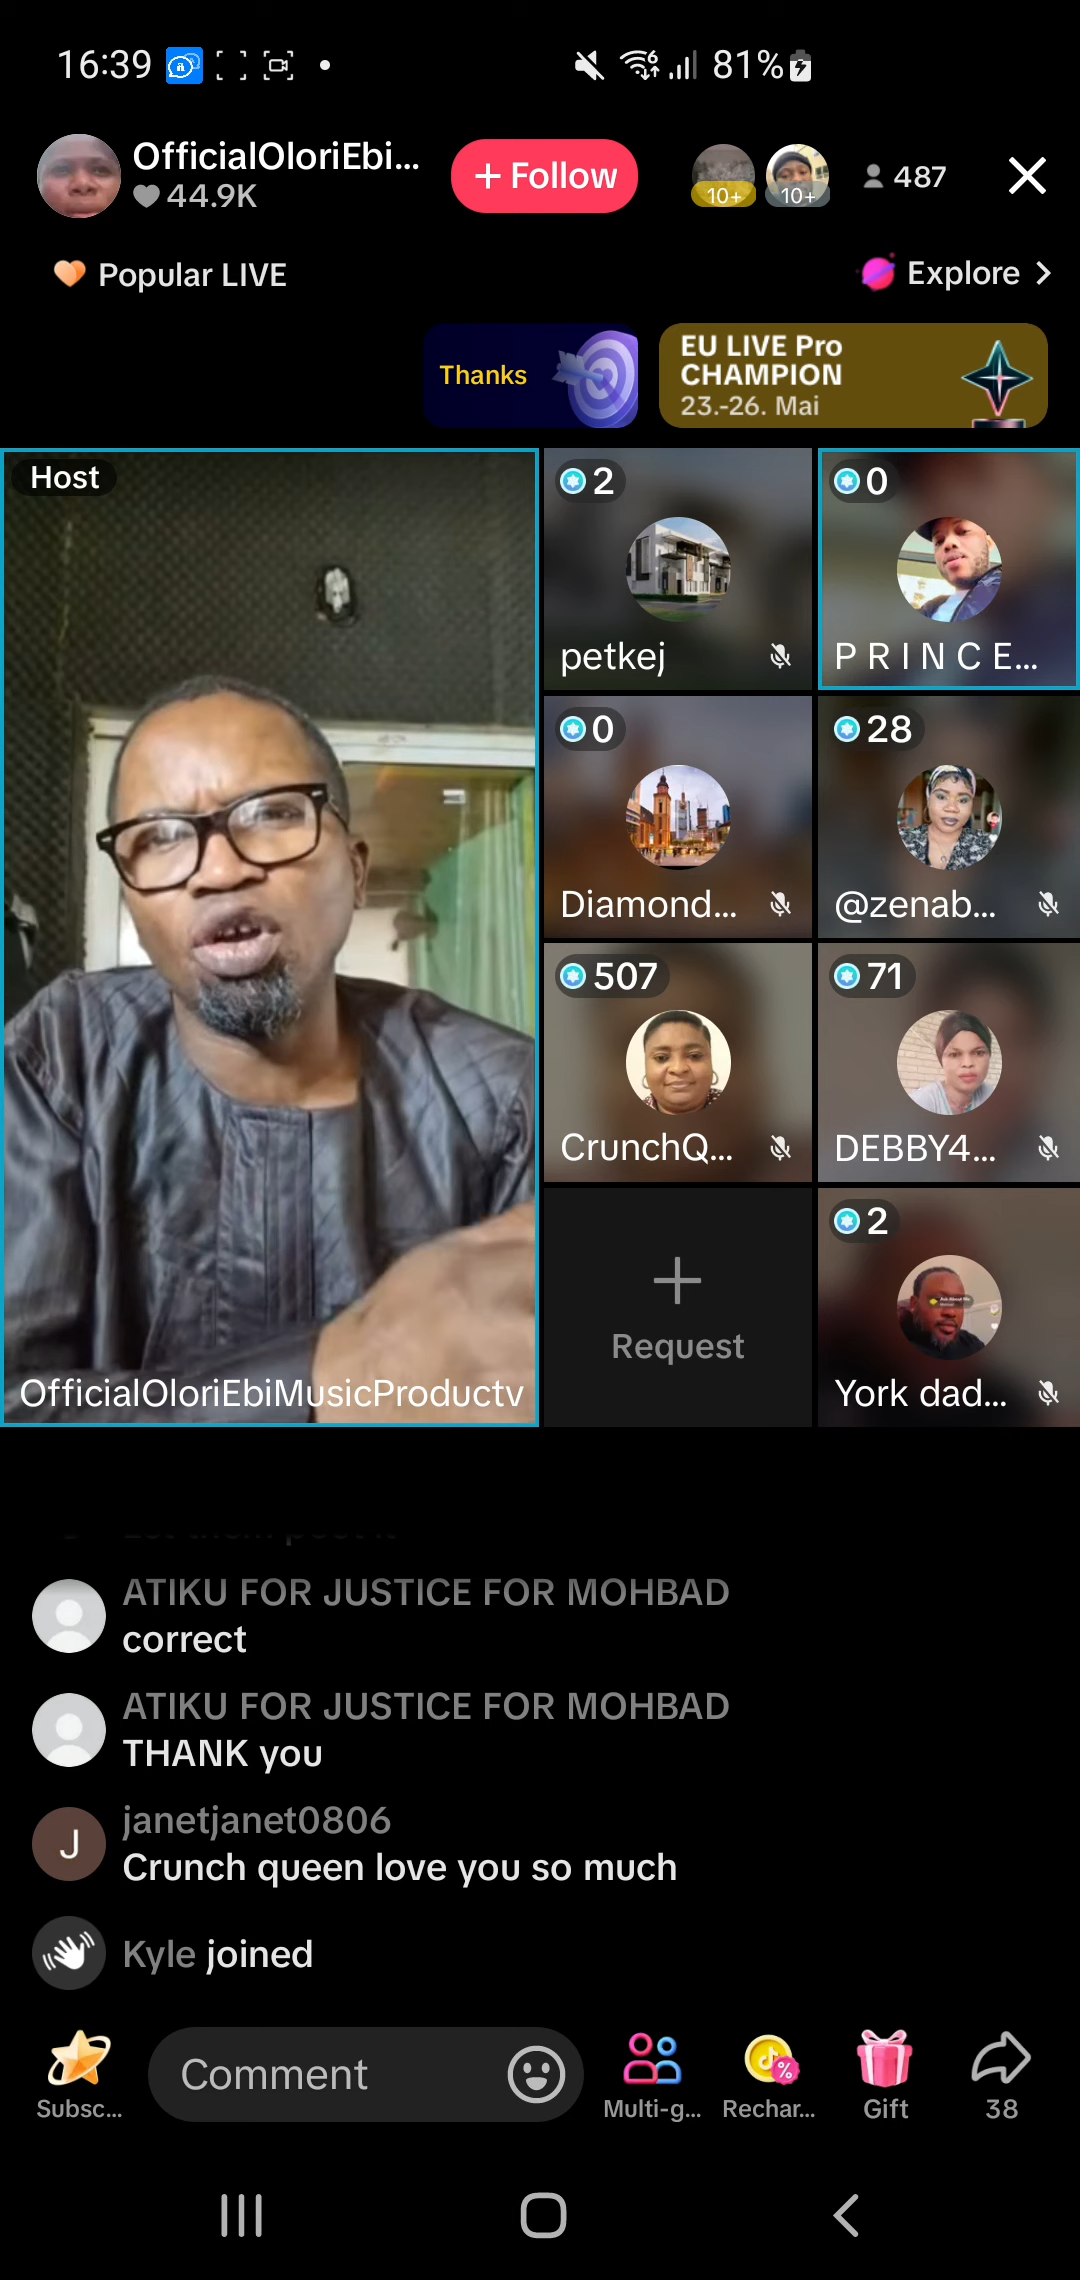 16:39
81%
OfficialOloriEbi...
44.9K
+ Follow
10+
10+
487
Popular LIVE
Explore >
Thanks
EU LIVE Pro
CHAMPION
23.-26. Mai
Host
2
0
petkej
P R I N C E...
0
28
Diamond...
@zenab...
507
71
CrunchQ...
DEBBY4...
2
Request
York dad...
OfficialOloriEbiMusicProductv
ATIKU FOR JUSTICE FOR MOHBAD
correct
ATIKU FOR JUSTICE FOR MOHBAD
THANK you
J
janetjanet0806
Crunch queen love you so much
Kyle joined
Comment
Subsc...
Multi-g...
Rechar...
Gift
38